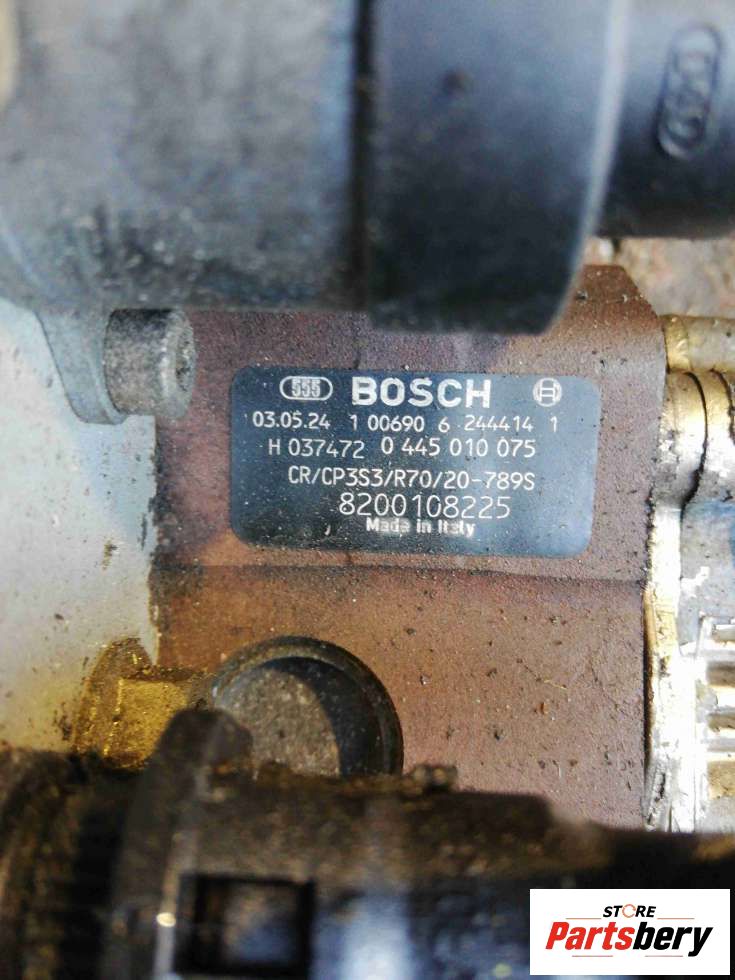 555 BOSCH
03.05.24 1 00690 6 244414 1
H 037472 0 445 010 075
CR/CP3S3/R70/20-789S
8200108225
Made in Italy
STORE
Partsbery